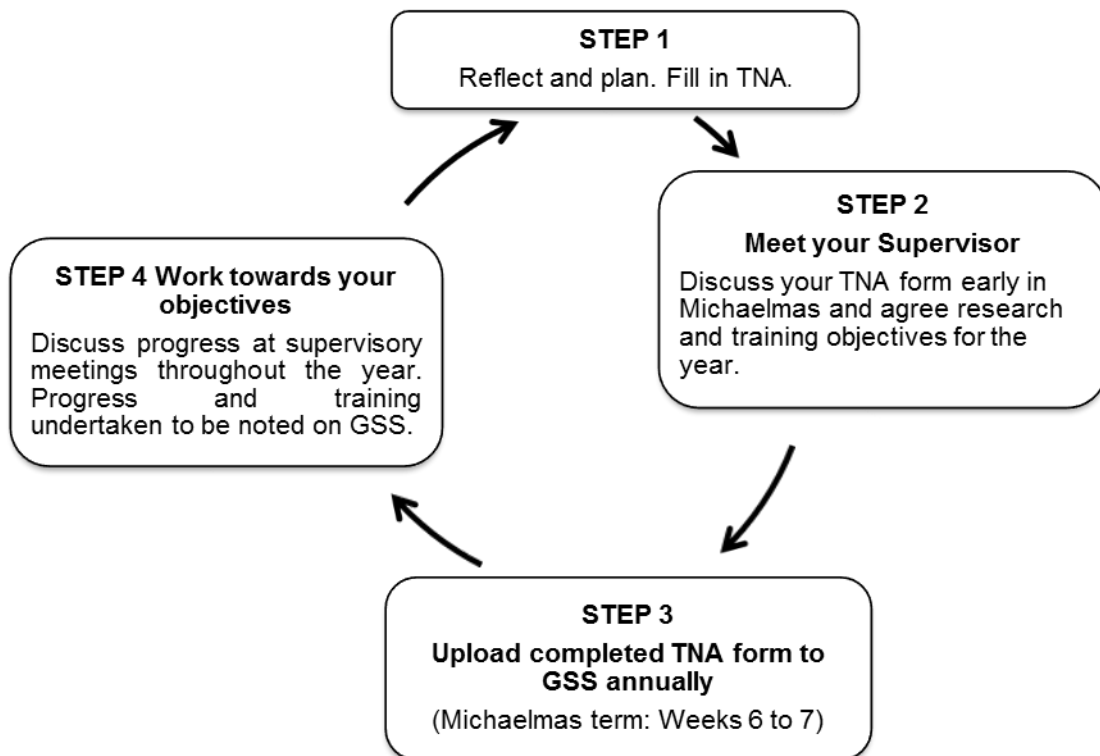 STEP 1
Reflect and plan. Fill in TNA.
STEP 2
Meet your Supervisor
Discuss your TNA form early in
Michaelmas and agree research
and training objectives for the
year.
STEP 3
Upload completed TNA form to
GSS annually
(Michaelmas term: Weeks 6 to 7)
STEP 4 Work towards your
objectives
Discuss progress at supervisory
meetings throughout the year.
Progress and training
undertaken to be noted on GSS.